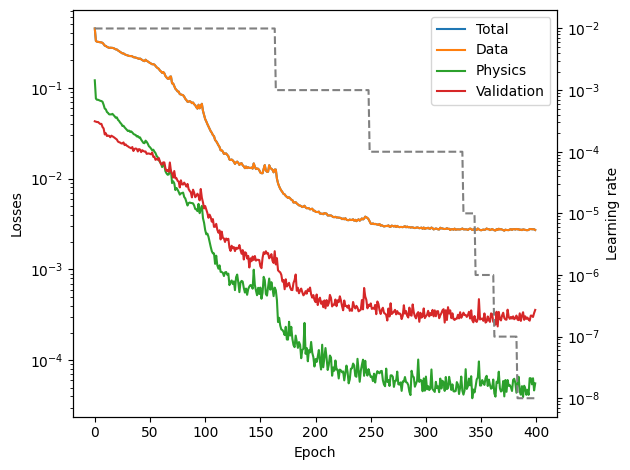 Total
Data
Physics
Validation
Losses
10⁻¹
10⁻²
10⁻³
10⁻⁴
10⁻²
10⁻³
10⁻⁴
10⁻⁵
10⁻⁶
10⁻⁷
10⁻⁸
Learning rate
0 50 100 150 200 250 300 350 400
Epoch